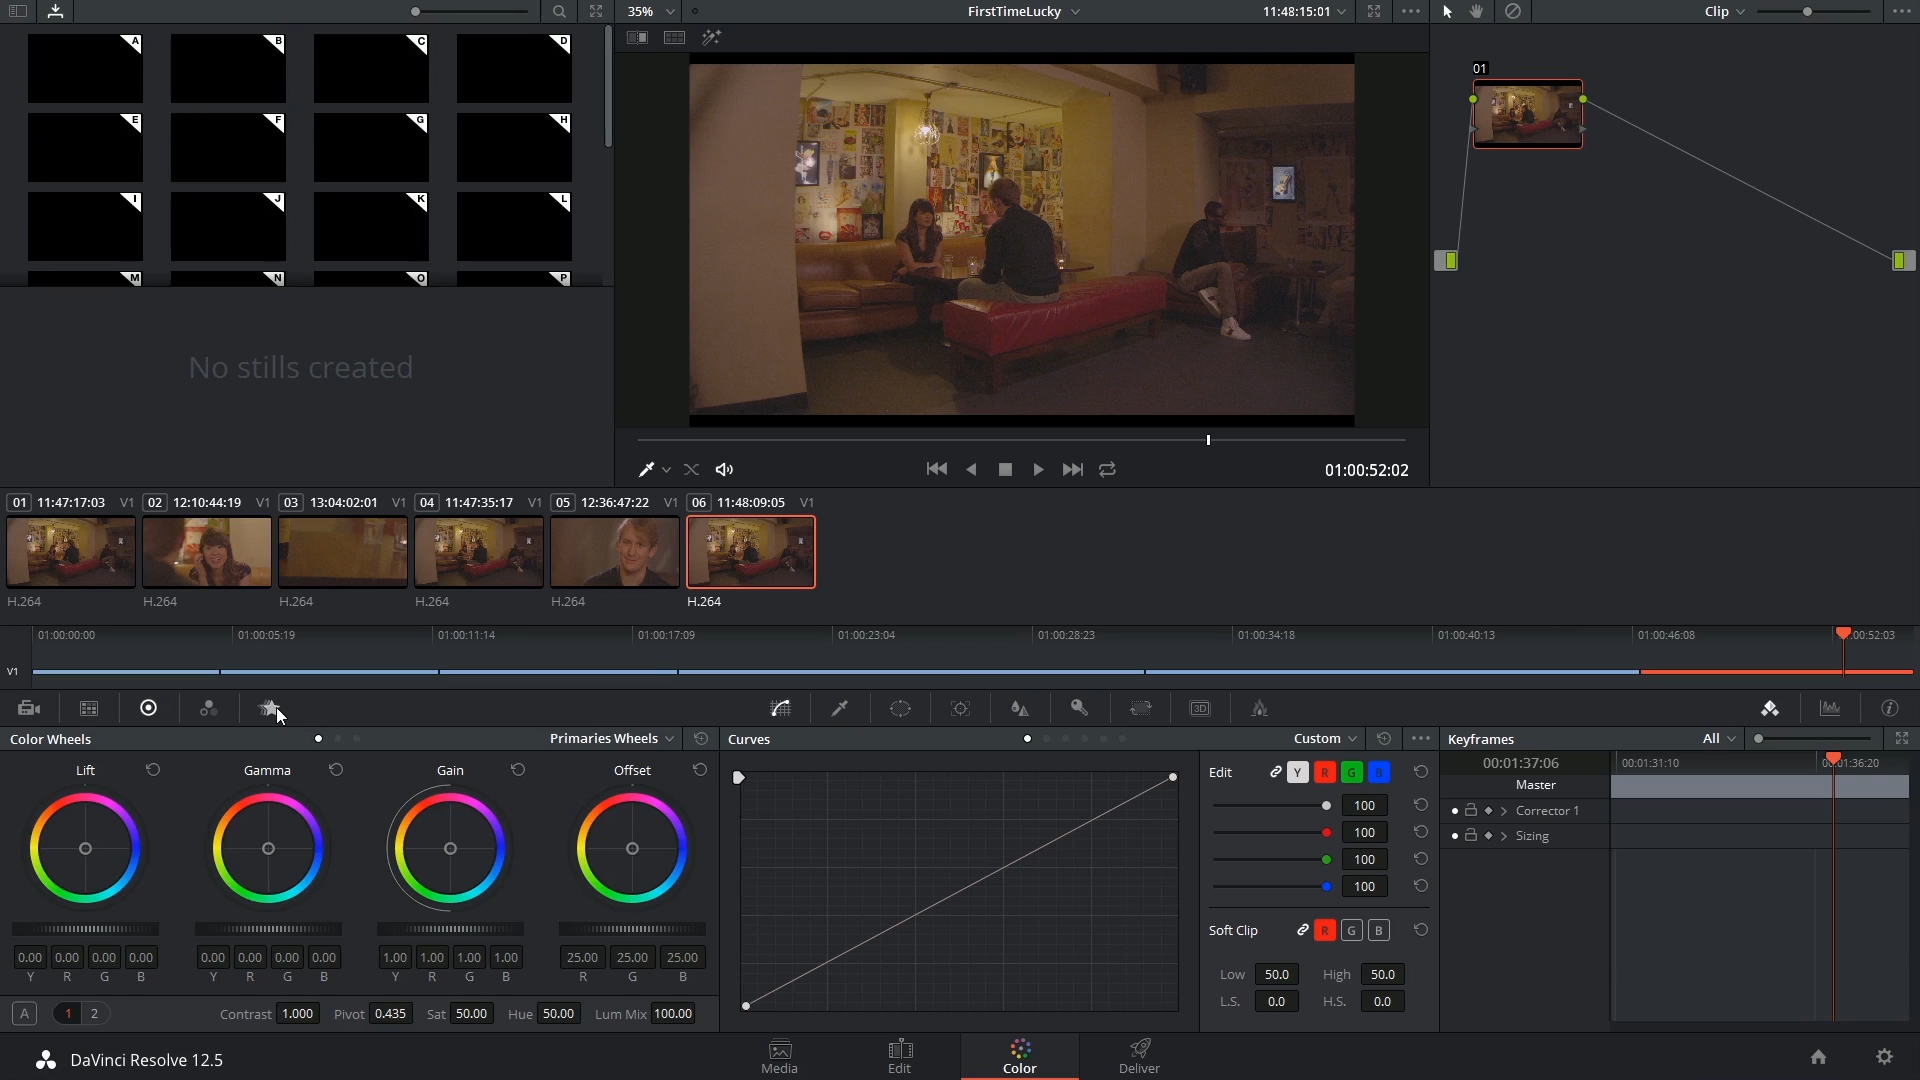 35%
FirstTimeLucky
11:48:15:01
Clip
A B C D
E F G H
I J K L
M N O P
No stills created
01
01:00:52:02
01 11:47:17:03 V1 02 12:10:44:19 V1 03 13:04:02:01 V1 04 11:47:35:17 V1 05 12:36:47:22 V1 06 11:48:09:05 V1
H.264 H.264 H.264 H.264 H.264 H.264
01:00:00:00 01:00:05:19 01:00:11:14 01:00:17:09 01:00:23:04 01:00:28:23 01:00:34:18 01:00:40:13 01:00:46:08 :00:52:03
V1
3D
Color Wheels
Primaries Wheels
Lift Gamma Gain Offset
0.00 0.00 0.00 0.00 0.00 0.00 0.00 0.00 1.00 1.00 1.00 1.00 25.00 25.00 25.00
Y R G B Y R G B Y R G B R G B
A 1 2 Contrast 1.000 Pivot 0.435 Sat 50.00 Hue 50.00 Lum Mix 100.00
Curves
Custom
Edit Y R G B
100
100
100
100
Soft Clip R G B
Low 50.0 High 50.0
L.S. 0.0 H.S. 0.0
Keyframes
All
00:01:37:06 00:01:31:10 00:01:36:20
Master
Corrector 1
Sizing
DaVinci Resolve 12.5
Media Edit Color Deliver